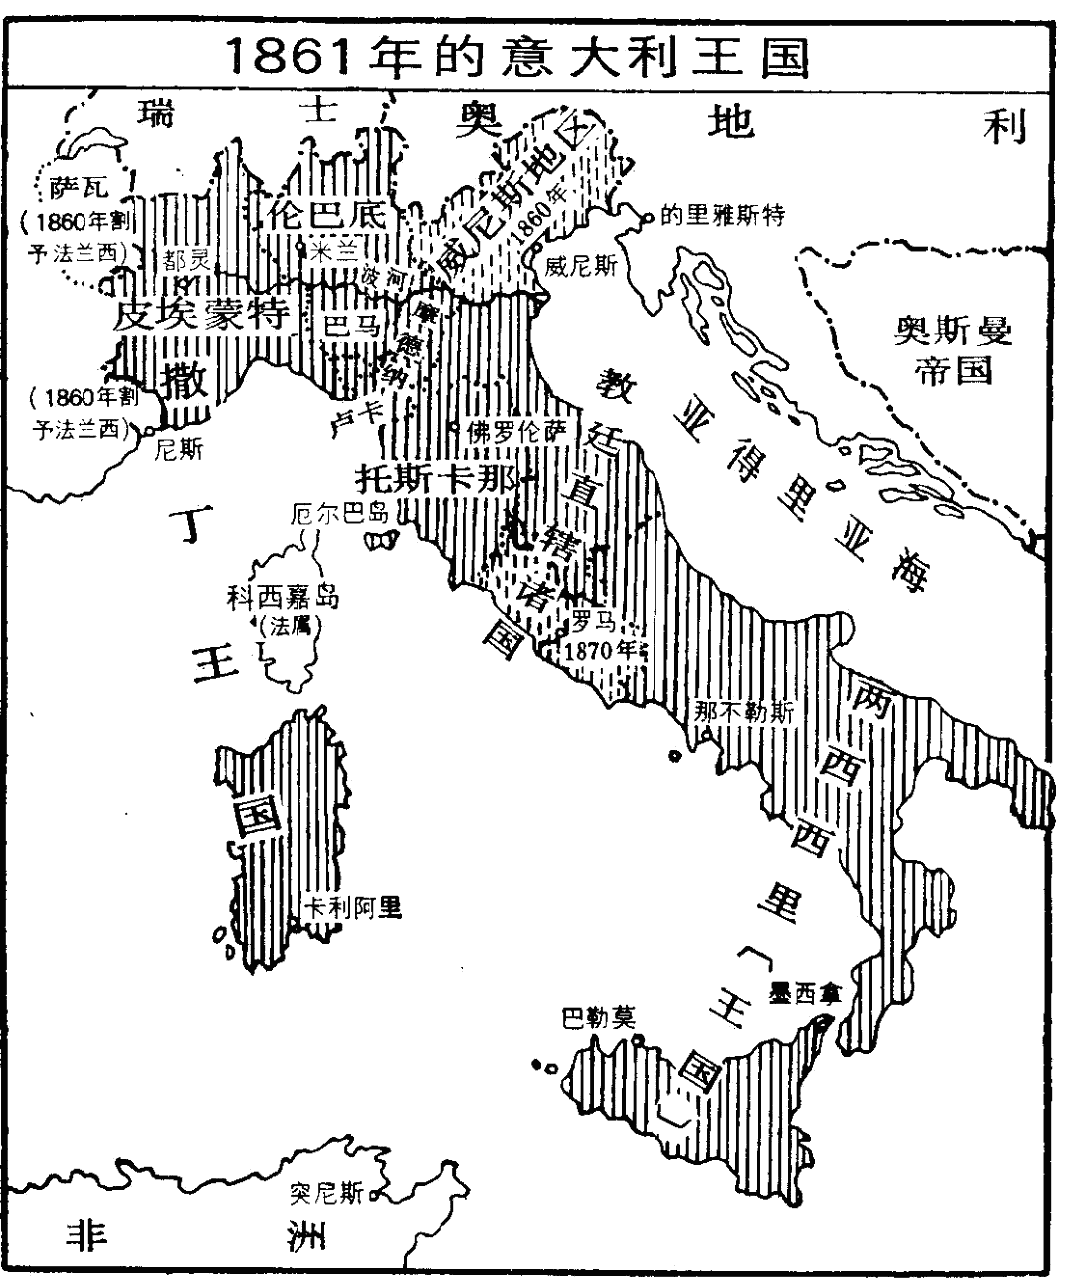 1861年的意大利王国
瑞士
奥地利
萨瓦
(1860年割
予法兰西)
都灵
伦巴底
米兰
波河
威尼斯地区
1860年
的里雅斯特
威尼斯
皮埃蒙特
巴马
摩德纳
奥斯曼
帝国
撒丁王国
(1860年割
予法兰西)
尼斯
卢卡
佛罗伦萨
托斯卡那
教廷直辖诸国
亚得里亚海
厄尔巴岛
科西嘉岛
(法属)
罗马
1870年
那不勒斯
两西西里(王国)
卡利阿里
墨西拿
巴勒莫
突尼斯
非洲